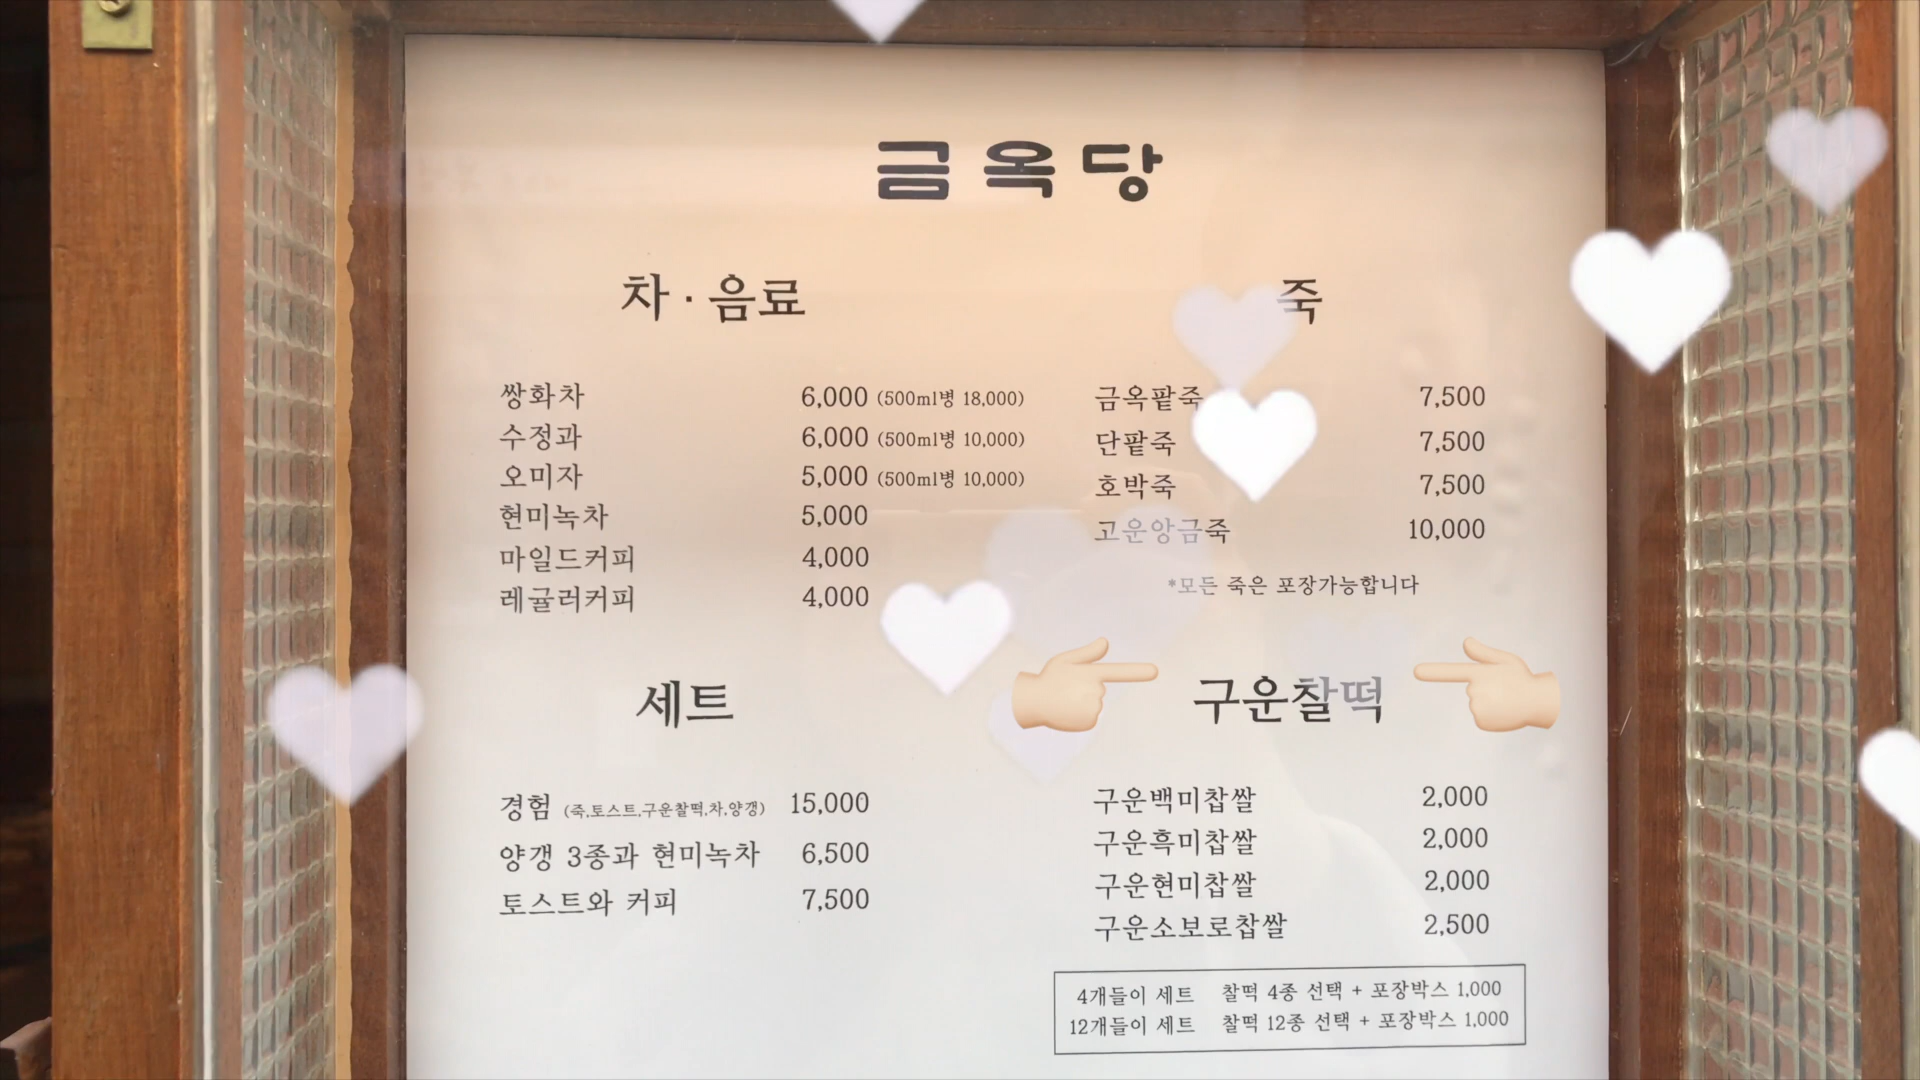 금옥당
차 · 음료
쌍화차 6,000 (500ml병 18,000)
수정과 6,000 (500ml병 10,000)
오미자 5,000 (500ml병 10,000)
현미녹차 5,000
마일드커피 4,000
레귤러커피 4,000
죽
금옥팥죽 7,500
단팥죽 7,500
호박죽 7,500
고운앙금죽 10,000
*모든 죽은 포장가능합니다
세트
경험 (죽,토스트,구운찰떡,차,양갱) 15,000
양갱 3종과 현미녹차 6,500
토스트와 커피 7,500
구운찰떡
구운백미찹쌀 2,000
구운흑미찹쌀 2,000
구운현미찹쌀 2,000
구운소보로찹쌀 2,500
4개들이 세트 찰떡 4종 선택 + 포장박스 1,000
12개들이 세트 찰떡 12종 선택 + 포장박스 1,000